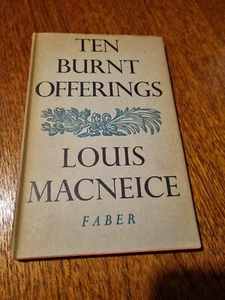 TEN
BURNT
OFFERINGS
LOUIS
MACNEICE
FABER